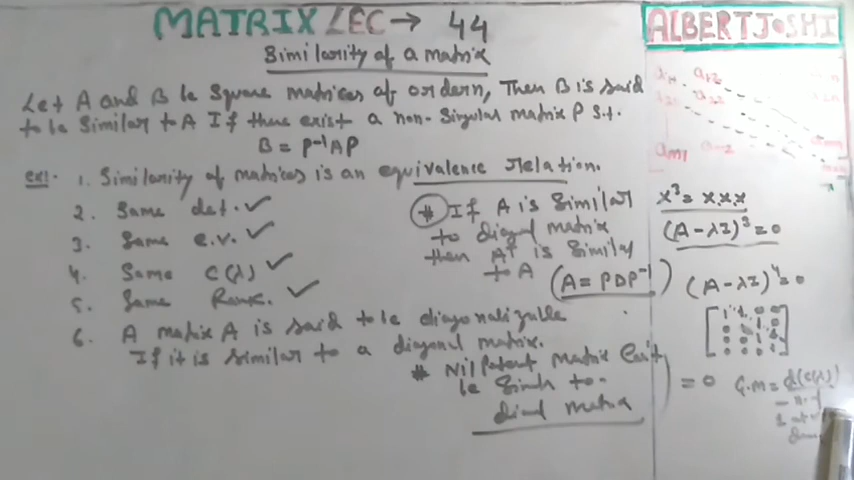 MATRIX LEC → 44
ALBERTJOSHI
Similarity of a matrix
Let A and B be Square matrices of order n, Then B is said
to be Similar to A If there exist a non-Singular matrix P s.t.
B = P⁻¹AP
1. Similarity of matrices is an equivalence relation.
2. Same det. ✓
3. Same e.v. ✓
4. Same C(λ) ✓
5. Same Rank. ✓
6. A matrix A is said to be diagonalizable
If it is similar to a diagonal matrix.
# If A is Similar
to diagonal matrix
then Aᵀ is Similar
to A (A = PDP⁻¹)
# Nilpotent matrix can't
be Similar to
matrix
= 0
a₁₂
aₘ₁
x³ = x.x.x
(A - λI)³ = 0
(A - λI)⁴ = 0
G.M =